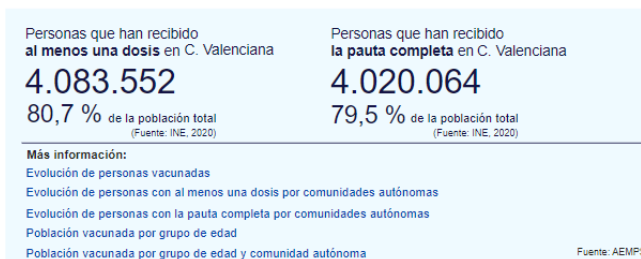 Personas que han recibido
al menos una dosis en C. Valenciana
4.083.552
80,7 % de la población total
(Fuente: INE, 2020)
Personas que han recibido
la pauta completa en C. Valenciana
4.020.064
79,5 % de la población total
(Fuente: INE, 2020)
Más información:
Evolución de personas vacunadas
Evolución de personas con al menos una dosis por comunidades autónomas
Evolución de personas con la pauta completa por comunidades autónomas
Población vacunada por grupo de edad
Población vacunada por grupo de edad y comunidad autónoma
Fuente: AEMPS